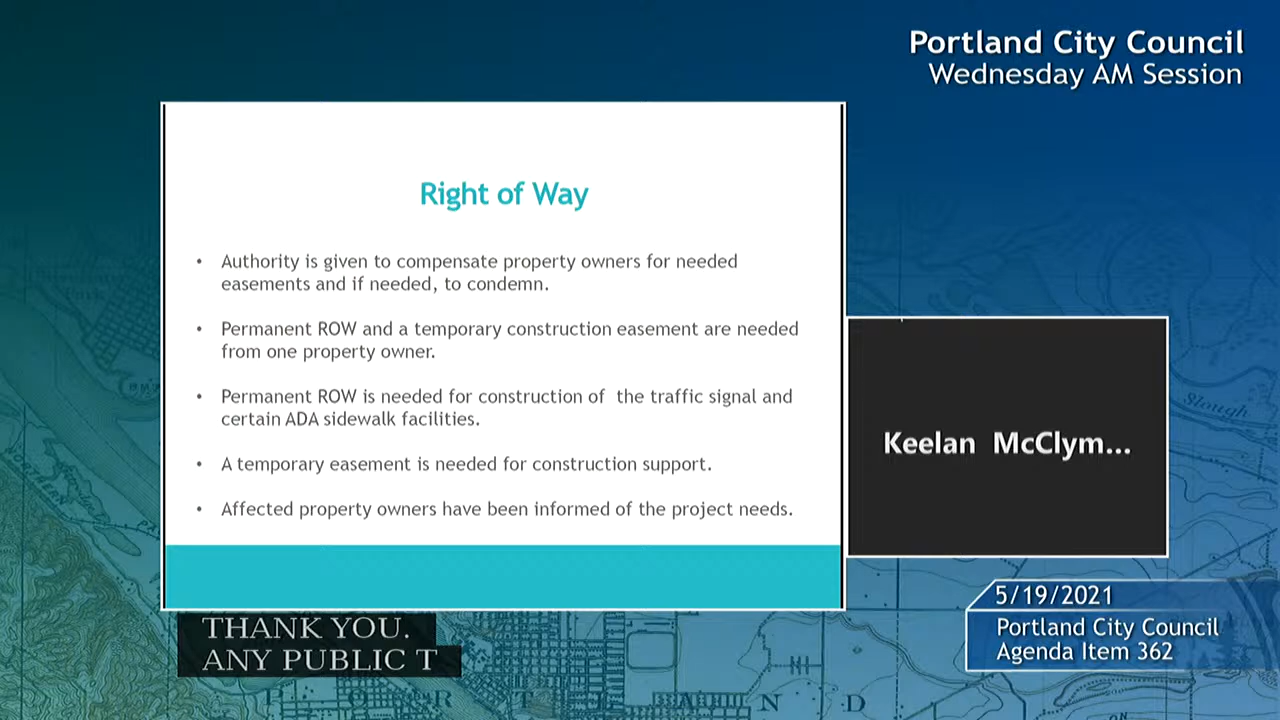 Portland City Council
Wednesday AM Session
Right of Way
• Authority is given to compensate property owners for needed
easements and if needed, to condemn.
• Permanent ROW and a temporary construction easement are needed
from one property owner.
• Permanent ROW is needed for construction of  the traffic signal and
certain ADA sidewalk facilities.
• A temporary easement is needed for construction support.
• Affected property owners have been informed of the project needs.
Keelan  McClym...
Slough
5/19/2021
Portland City Council
Agenda Item 362
THANK YOU.
ANY PUBLIC T
P O R T L A N D